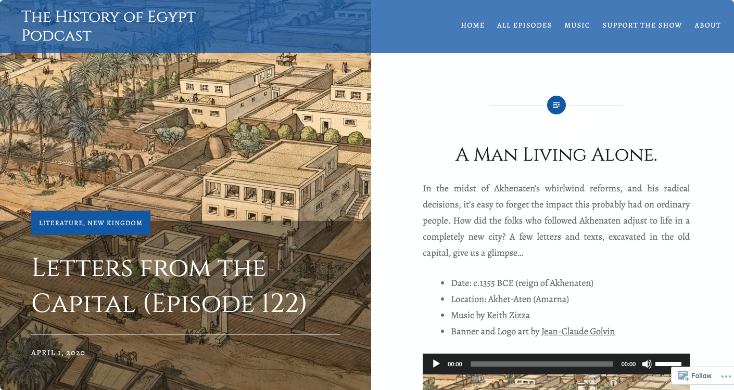 The History of Egypt
Podcast
HOME ALL EPISODES MUSIC SUPPORT THE SHOW ABOUT
LITERATURE, NEW KINGDOM
Letters from the
Capital (Episode 122)
APRIL 1, 2020
A Man Living Alone.
In the midst of Akhenaten's whirlwind reforms, and his radical
decisions, it's easy to forget the impact this probably had on ordinary
people. How did the folks who followed Akhenaten adjust to life in a
completely new city? A few letters and texts, excavated in the old
capital, give us a glimpse...
• Date: c.1355 BCE (reign of Akhenaten)
• Location: Akhet-Aten (Amarna)
• Music by Keith Zizza
• Banner and Logo art by Jean-Claude Golvin
00:00 00:00
Follow